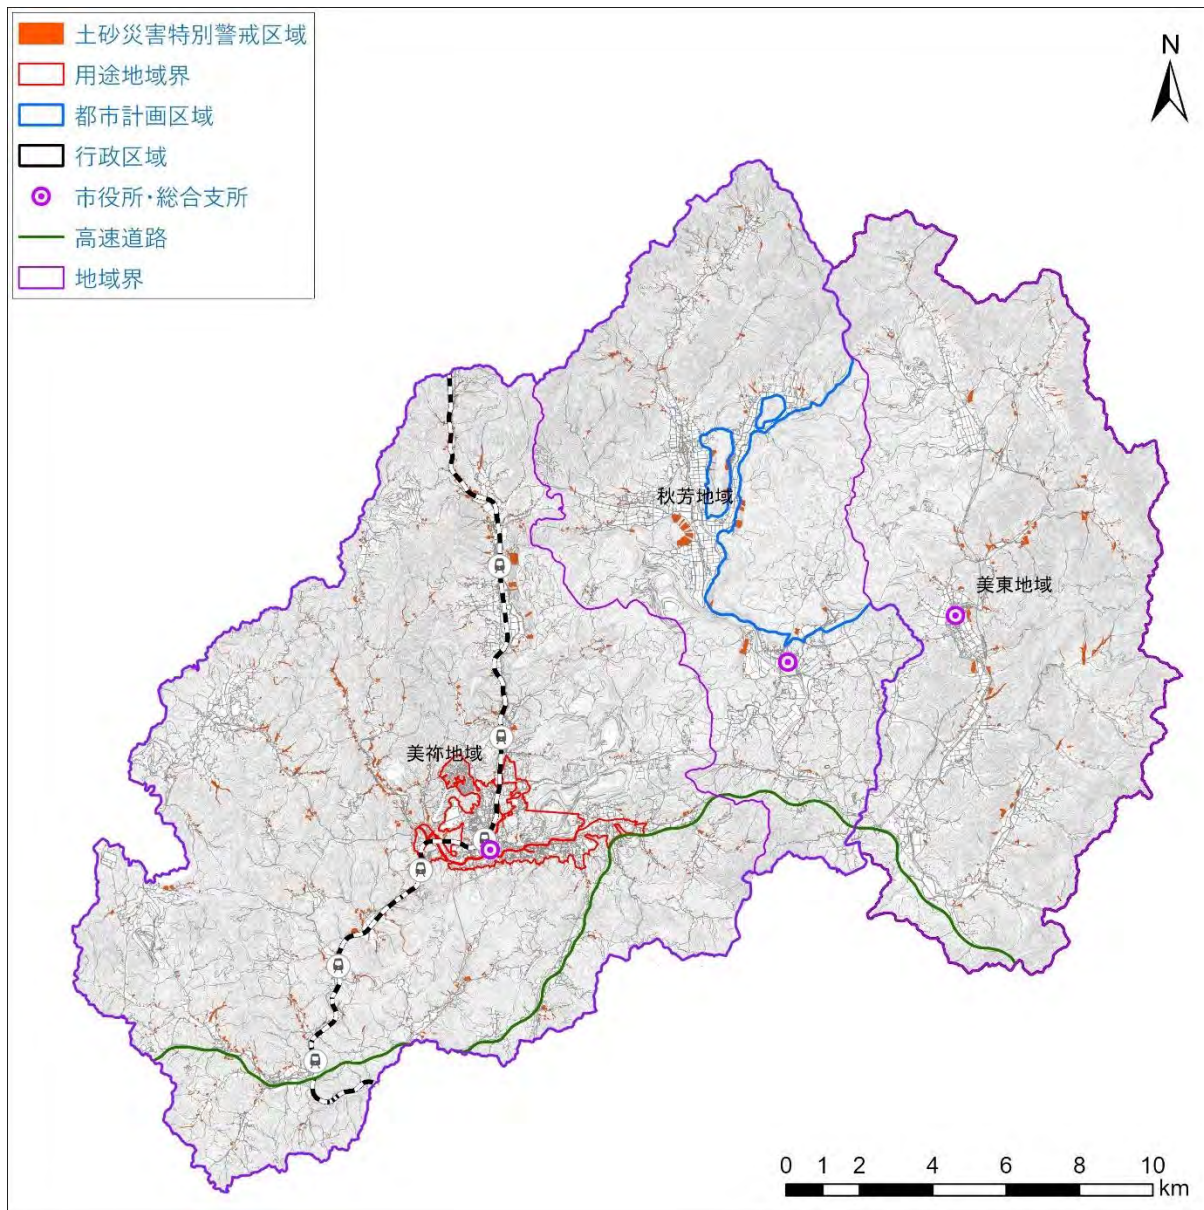 土砂災害特別警戒区域
用途地域界
都市計画区域
行政区域
市役所・総合支所
高速道路
地域界
N
秋芳地域
美東地域
美祢地域
0 1 2 4 6 8 10
km